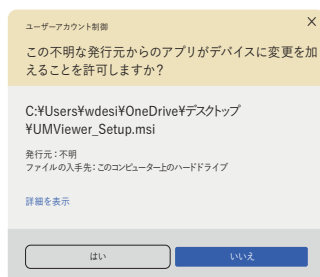 ユーザーアカウント制御
この不明な発行元からのアプリがデバイスに変更を加
えることを許可しますか？
C:¥Users¥wdesi¥OneDrive¥デスクトップ
¥UMViewer_Setup.msi
発行元：不明
ファイルの入手先：このコンピューター上のハードドライブ
詳細を表示
はい
いいえ